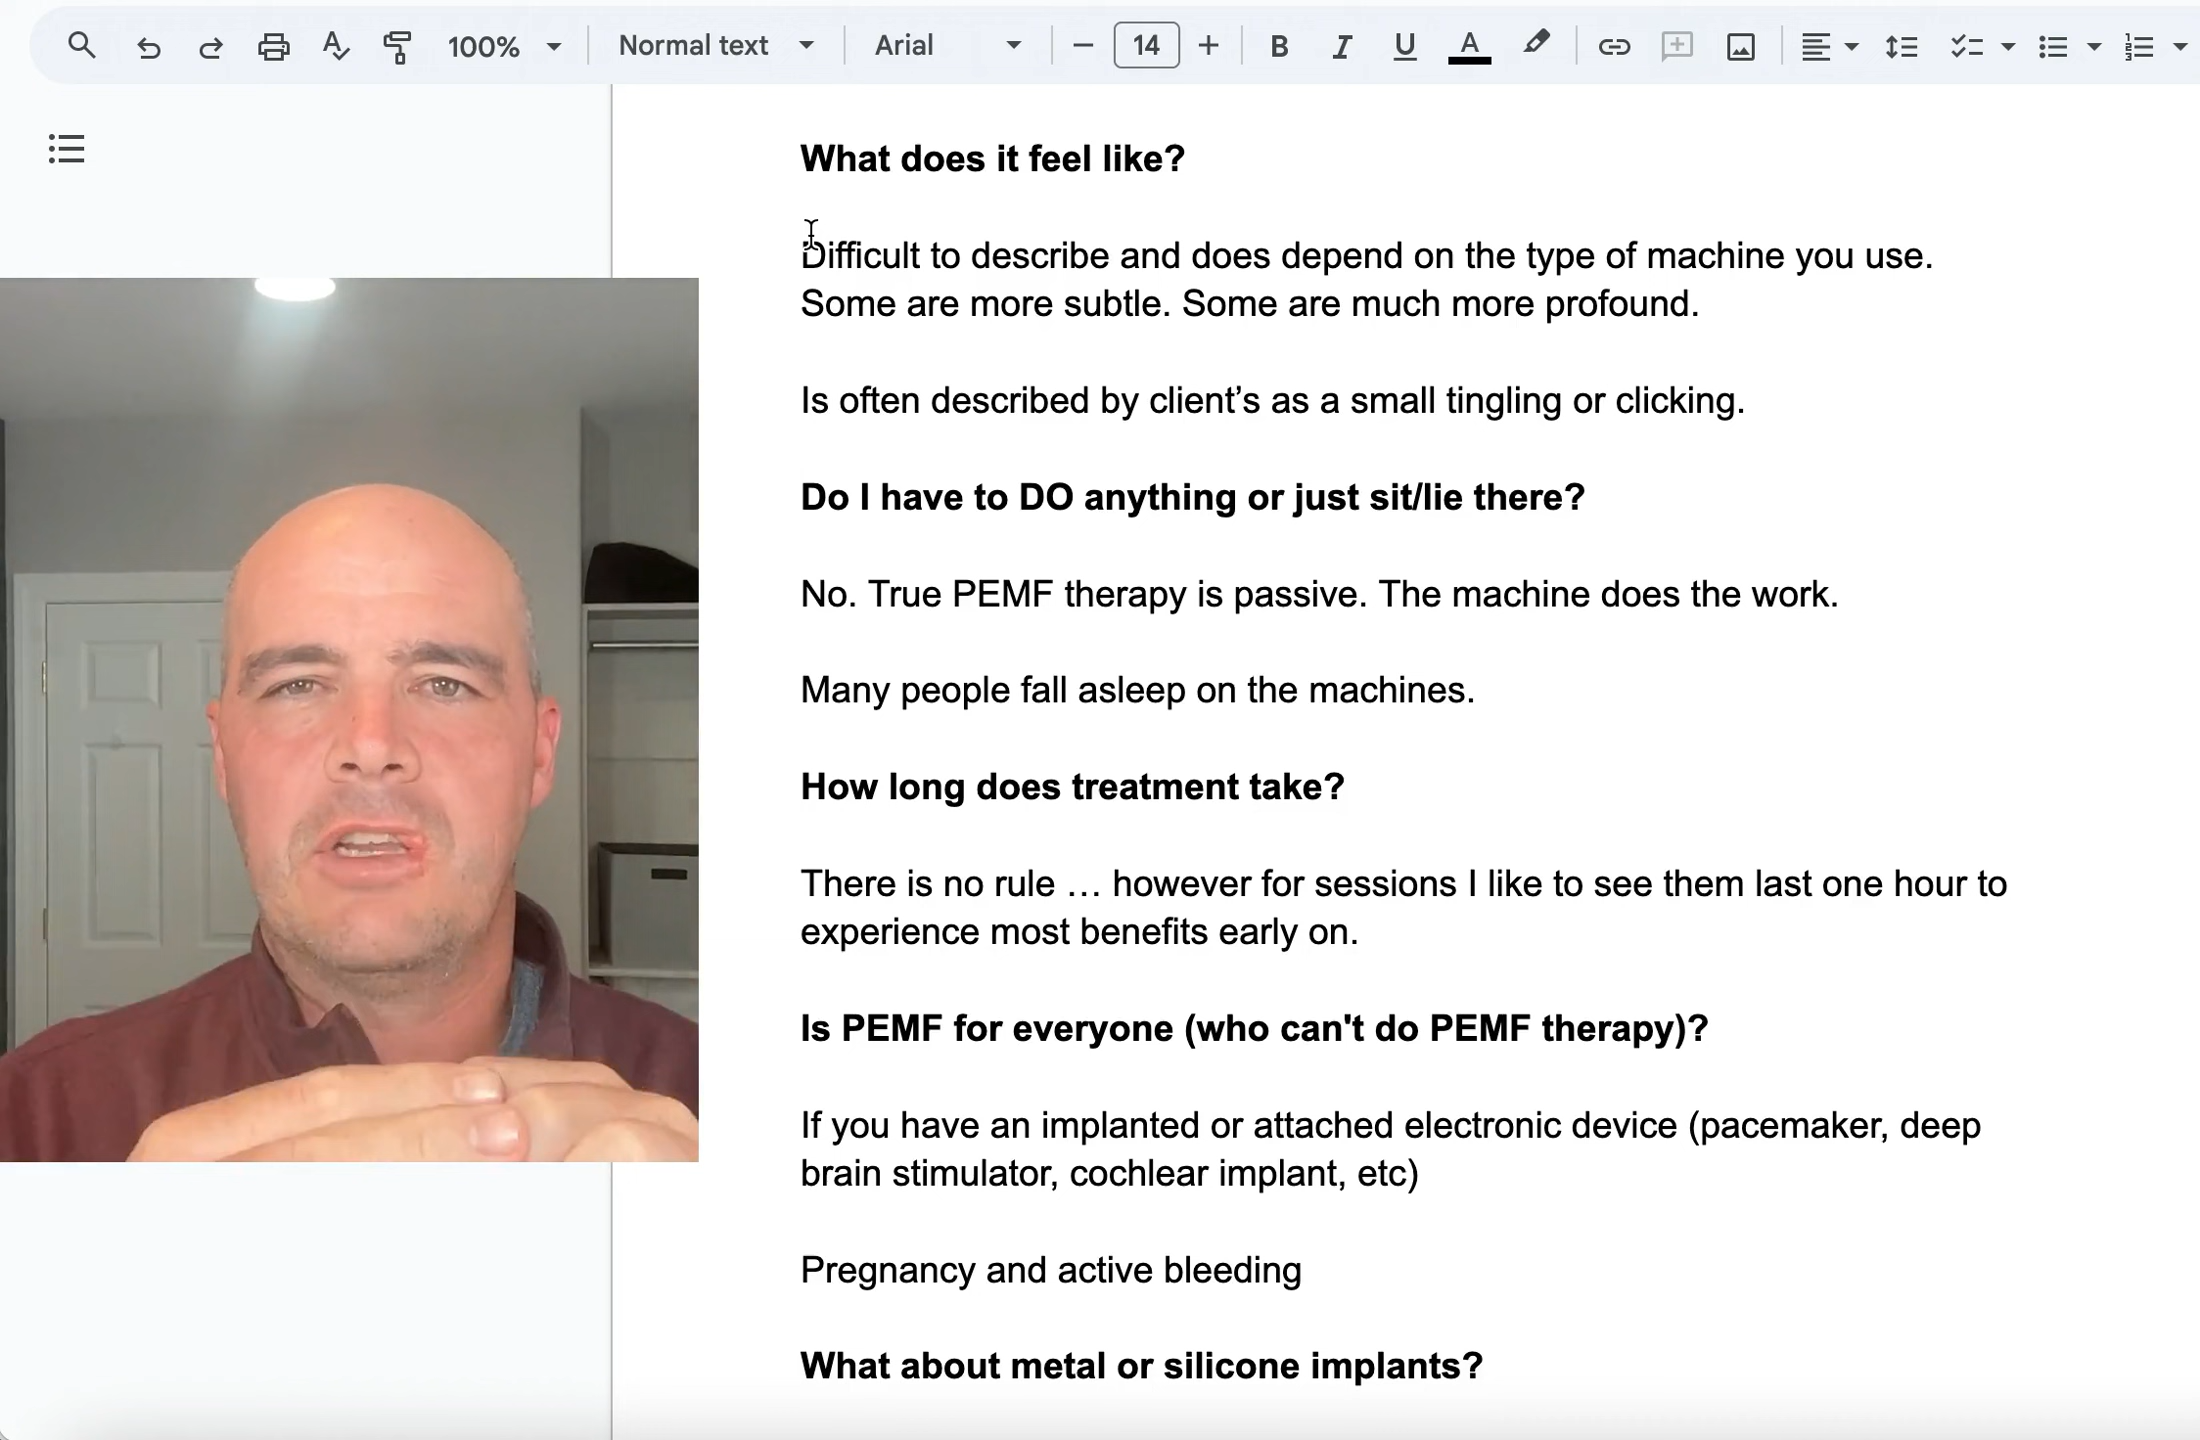 100% Normal text Arial 14 B I U A
What does it feel like?
Difficult to describe and does depend on the type of machine you use.
Some are more subtle. Some are much more profound.
Is often described by client’s as a small tingling or clicking.
Do I have to DO anything or just sit/lie there?
No. True PEMF therapy is passive. The machine does the work.
Many people fall asleep on the machines.
How long does treatment take?
There is no rule … however for sessions I like to see them last one hour to
experience most benefits early on.
Is PEMF for everyone (who can't do PEMF therapy)?
If you have an implanted or attached electronic device (pacemaker, deep
brain stimulator, cochlear implant, etc)
Pregnancy and active bleeding
What about metal or silicone implants?